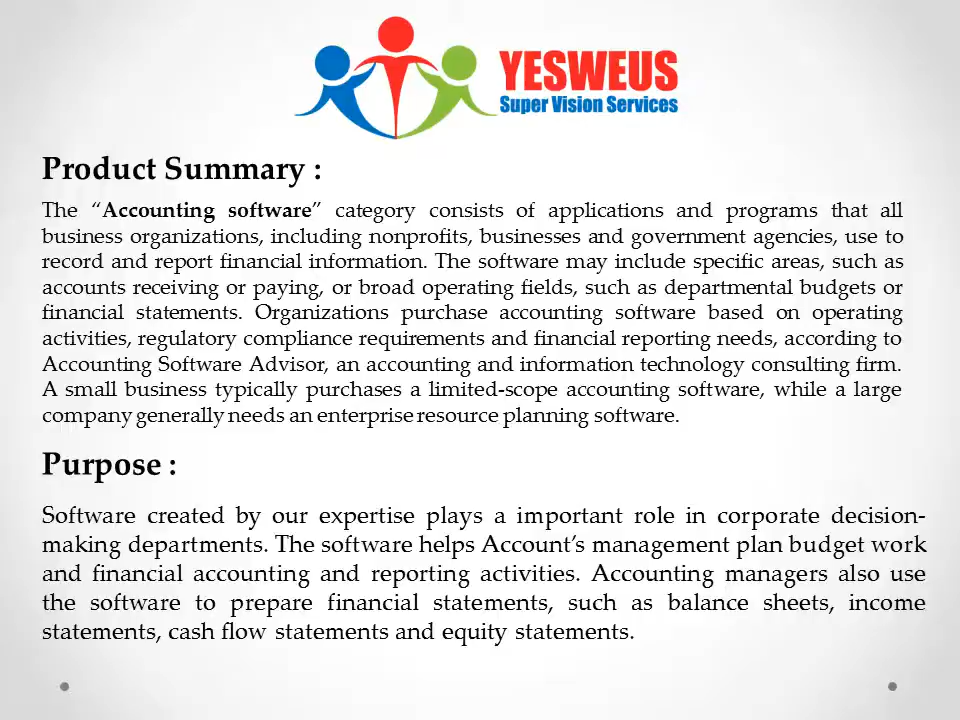 YESWEUS
Super Vision Services
Product Summary :
The “Accounting software” category consists of applications and programs that all
business organizations, including nonprofits, businesses and government agencies, use to
record and report financial information. The software may include specific areas, such as
accounts receiving or paying, or broad operating fields, such as departmental budgets or
financial statements. Organizations purchase accounting software based on operating
activities, regulatory compliance requirements and financial reporting needs, according to
Accounting Software Advisor, an accounting and information technology consulting firm.
A small business typically purchases a limited-scope accounting software, while a large
company generally needs an enterprise resource planning software.
Purpose :
Software created by our expertise plays a important role in corporate decision-
making departments. The software helps Account’s management plan budget work
and financial accounting and reporting activities. Accounting managers also use
the software to prepare financial statements, such as balance sheets, income
statements, cash flow statements and equity statements.